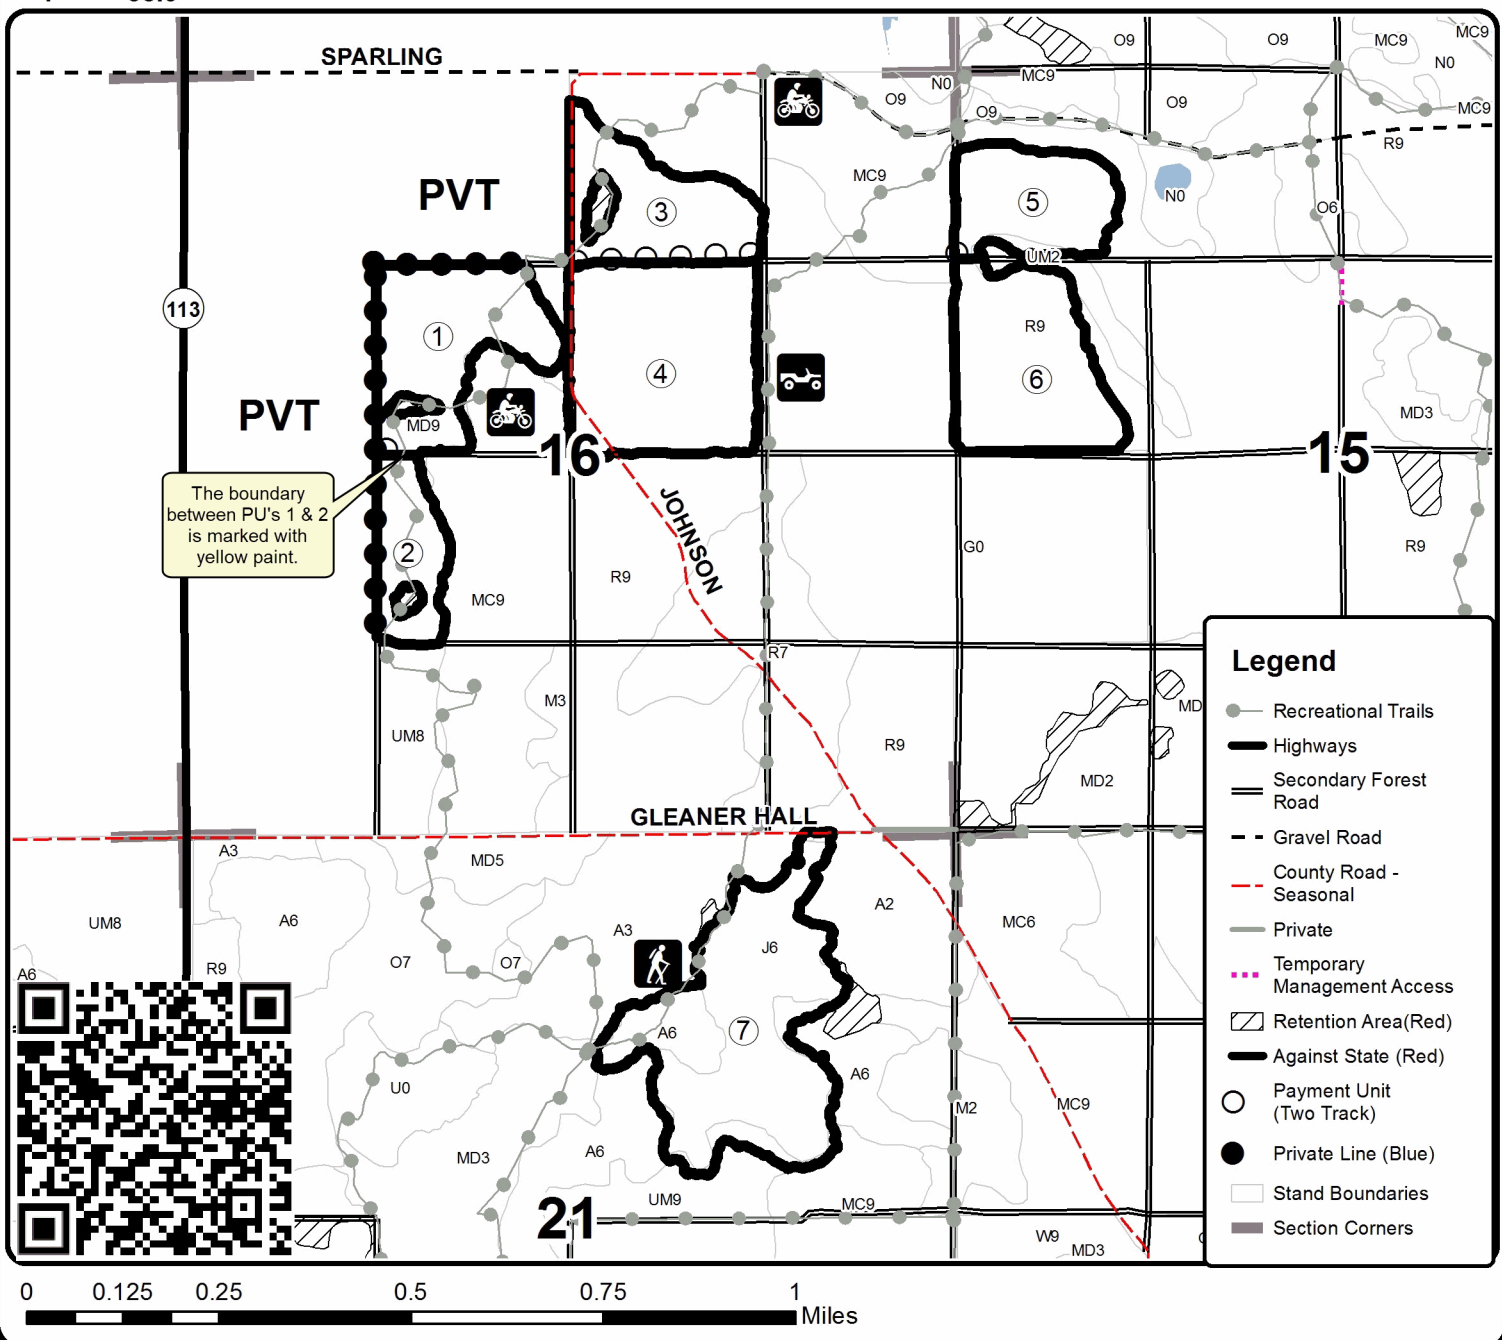 SPARLING
O9
O9
MC9
MC9
N0
N0
MC9
O9
O9
O9
MC9
R9
PVT
MC9
N0
O6
3
5
UM2
113
1
R9
4
6
PVT
MD9
MD3
16
15
The boundary
between PU's 1 & 2
is marked with
yellow paint.
JOHNSON
2
G0
R9
R9
MC9
R7
M3
MD
UM8
R9
MD2
GLEANER HALL
A3
MD5
UM8
A6
A3
A2
MC6
J6
O7
O7
R9
A6
7
A6
A6
U0
M2
MC9
A6
MD3
UM9
MC9
21
W9
MD3
Legend
Recreational Trails
Highways
Secondary Forest
Road
Gravel Road
County Road -
Seasonal
Private
Temporary
Management Access
Retention Area(Red)
Against State (Red)
Payment Unit
(Two Track)
Private Line (Blue)
Stand Boundaries
Section Corners
0 0.125 0.25 0.5 0.75 1
Miles